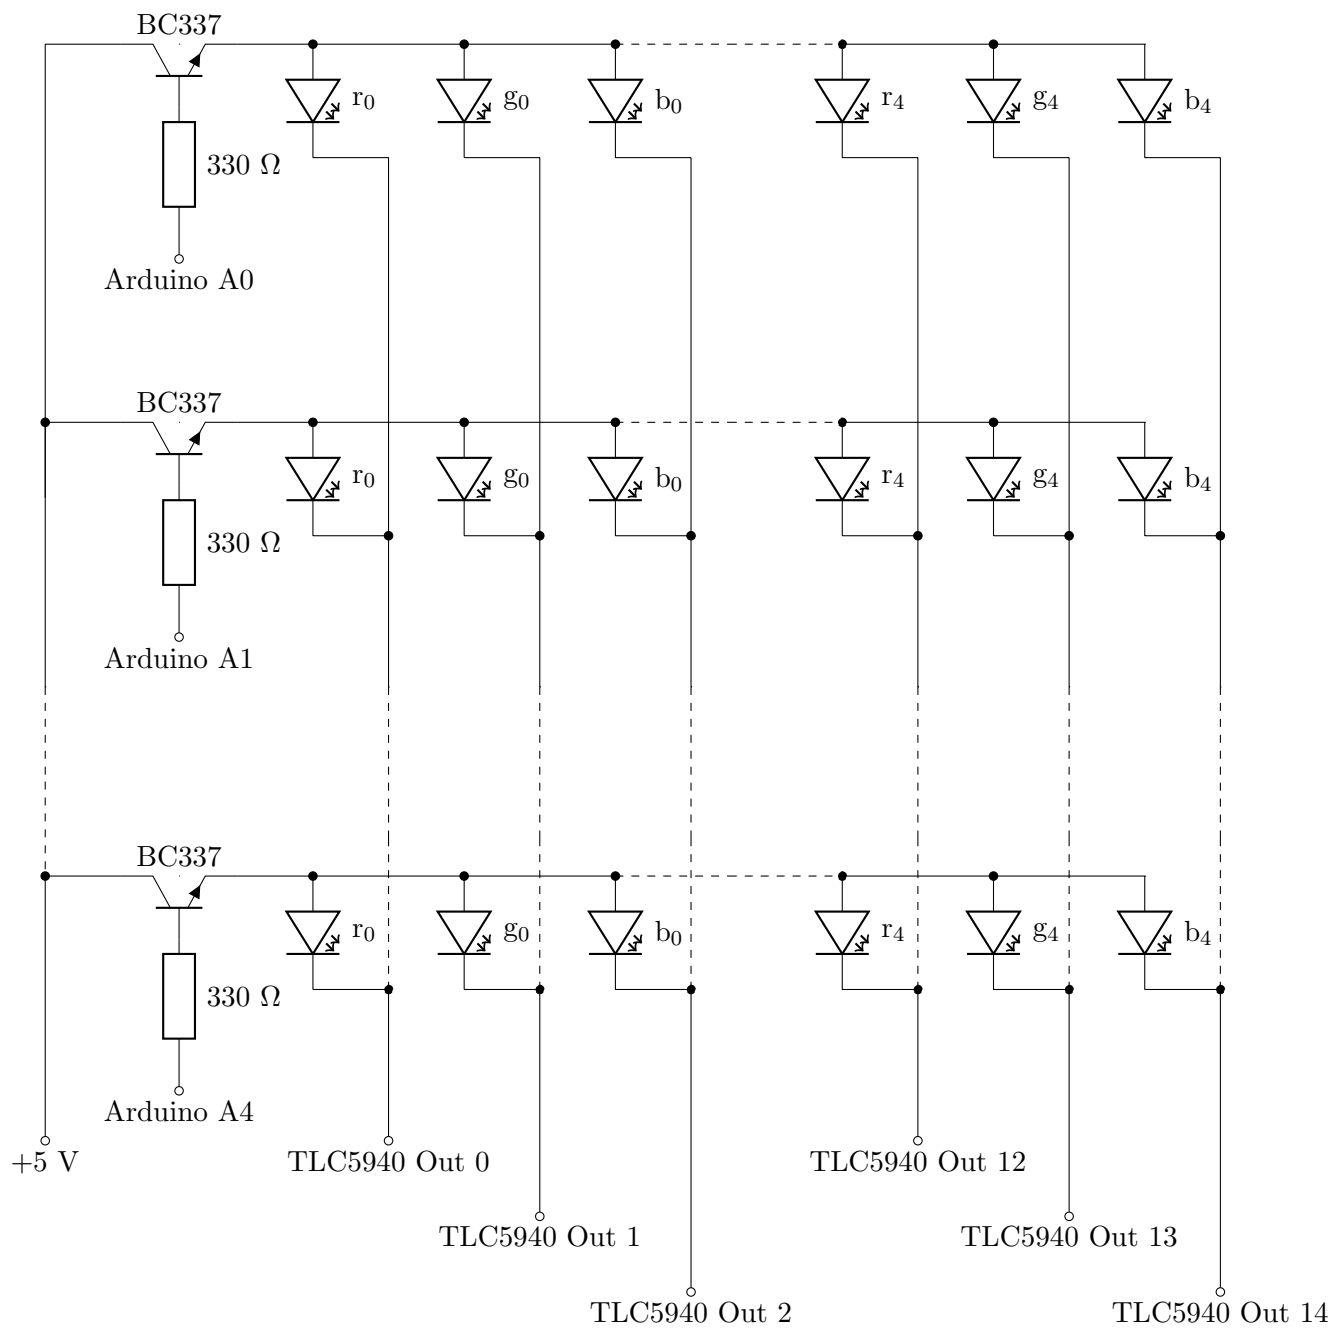 BC337
r₀ g₀ b₀ r₄ g₄ b₄
330 Ω
Arduino A0
BC337
r₀ g₀ b₀ r₄ g₄ b₄
330 Ω
Arduino A1
BC337
r₀ g₀ b₀ r₄ g₄ b₄
330 Ω
Arduino A4
+5 V TLC5940 Out 0 TLC5940 Out 12
TLC5940 Out 1 TLC5940 Out 13
TLC5940 Out 2 TLC5940 Out 14